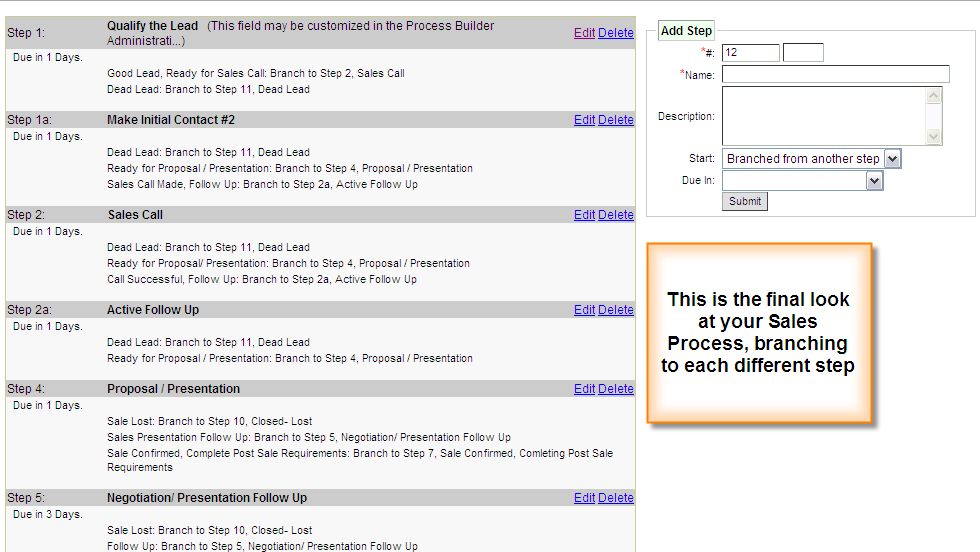 Step 1: Qualify the Lead (This field may be customized in the Process Builder
Administrati...) Edit Delete
Due in 1 Days.
Good Lead, Ready for Sales Call: Branch to Step 2, Sales Call
Dead Lead: Branch to Step 11, Dead Lead
Step 1a: Make Initial Contact #2 Edit Delete
Due in 1 Days.
Dead Lead: Branch to Step 11, Dead Lead
Ready for Proposal / Presentation: Branch to Step 4, Proposal / Presentation
Sales Call Made, Follow Up: Branch to Step 2a, Active Follow Up
Step 2: Sales Call Edit Delete
Due in 1 Days.
Dead Lead: Branch to Step 11, Dead Lead
Ready for Proposal/ Presentation: Branch to Step 4, Proposal / Presentation
Call Successful, Follow Up: Branch to Step 2a, Active Follow Up
Step 2a: Active Follow Up Edit Delete
Due in 1 Days.
Dead Lead: Branch to Step 11, Dead Lead
Ready for Proposal / Presentation: Branch to Step 4, Proposal / Presentation
Step 4: Proposal / Presentation Edit Delete
Due in 1 Days.
Sale Lost: Branch to Step 10, Closed- Lost
Sales Presentation Follow Up: Branch to Step 5, Negotiation/ Presentation Follow Up
Sale Confirmed, Complete Post Sale Requirements: Branch to Step 7, Sale Confirmed, Comleting Post Sale
Requirements
Step 5: Negotiation/ Presentation Follow Up Edit Delete
Due in 3 Days.
Sale Lost: Branch to Step 10, Closed- Lost
Follow Up: Branch to Step 5, Negotiation/ Presentation Follow Up
Add Step
*#: 12
*Name:
Description:
Start: Branched from another step
Due In:
Submit
This is the final look
at your Sales
Process, branching
to each different step